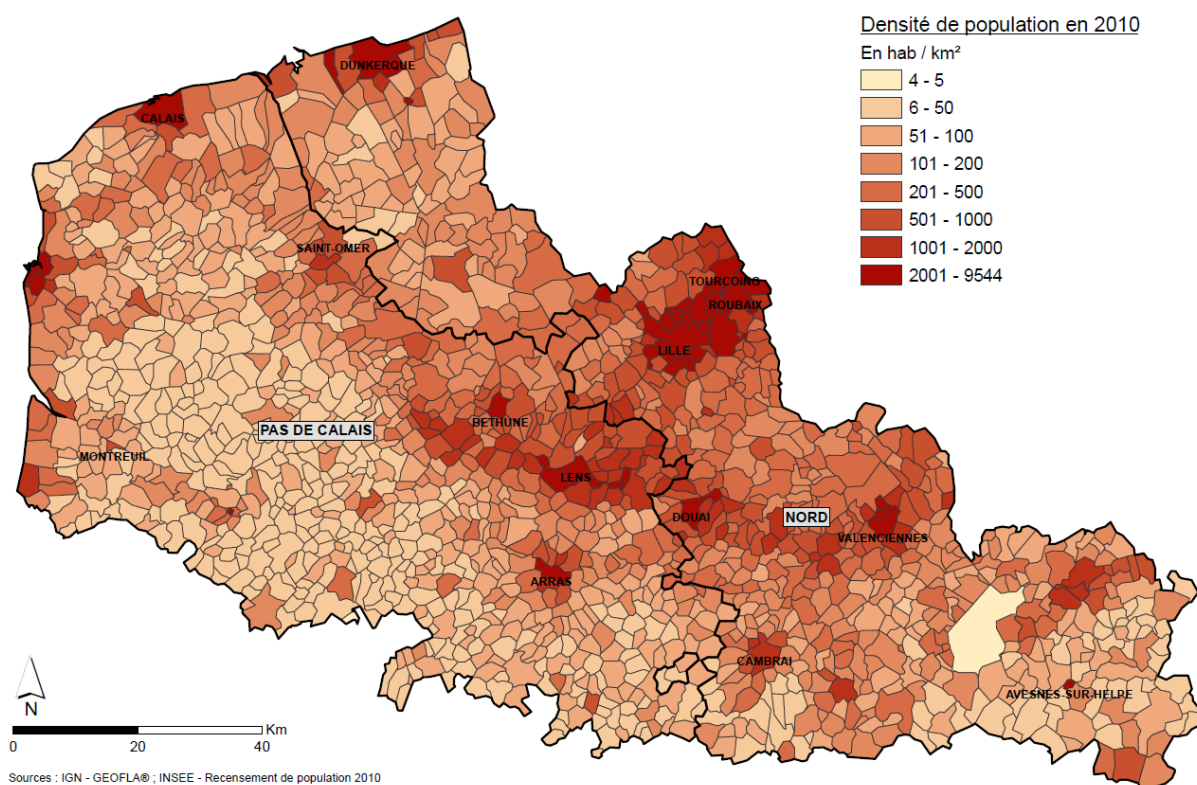 Densité de population en 2010
En hab / km²
4 - 5
6 - 50
51 - 100
101 - 200
201 - 500
501 - 1000
1001 - 2000
2001 - 9544
DUNKERQUE
CALAIS
SAINT-OMER
TOURCOING
ROUBAIX
LILLE
BETHUNE
PAS DE CALAIS
MONTREUIL
LENS
DOUAI
NORD
VALENCIENNES
ARRAS
CAMBRAI
AVESNES-SUR-HELPE
N
Km
0 20 40
Sources : IGN - GEOFLA® ; INSEE - Recensement de population 2010